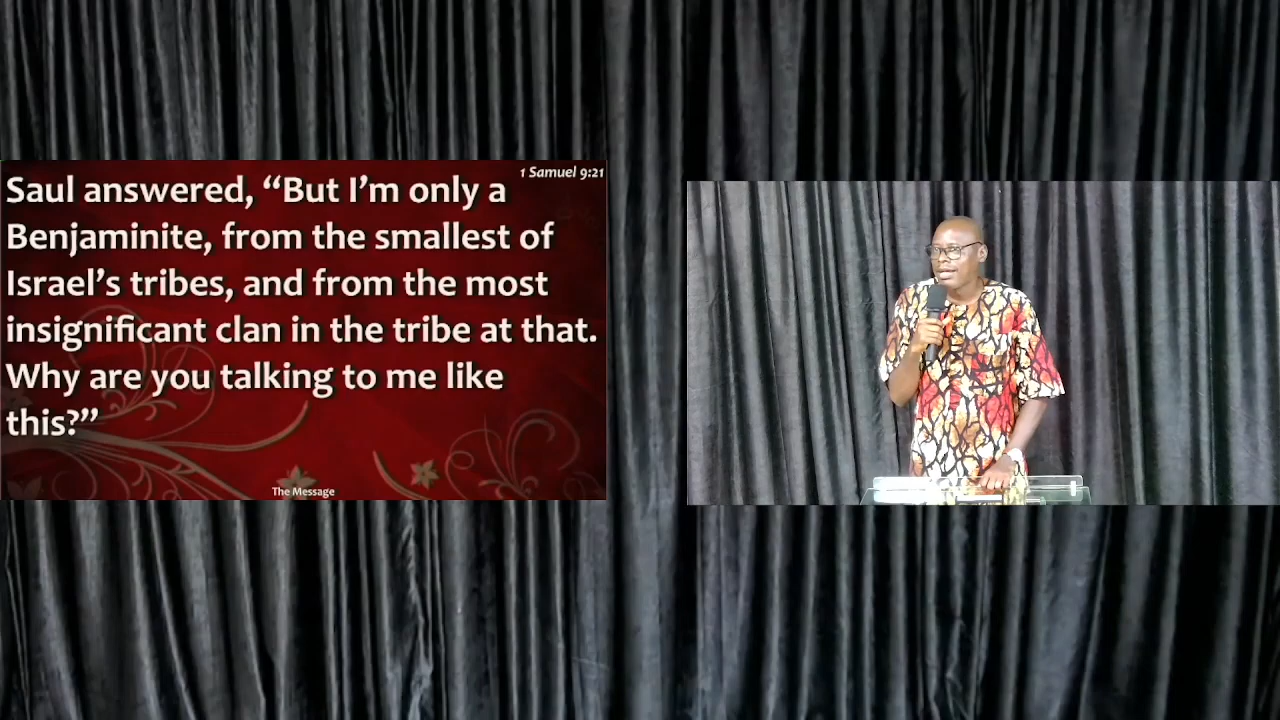 1 Samuel 9:21
Saul answered, “But I’m only a
Benjaminite, from the smallest of
Israel’s tribes, and from the most
insignificant clan in the tribe at that.
Why are you talking to me like
this?”
The Message